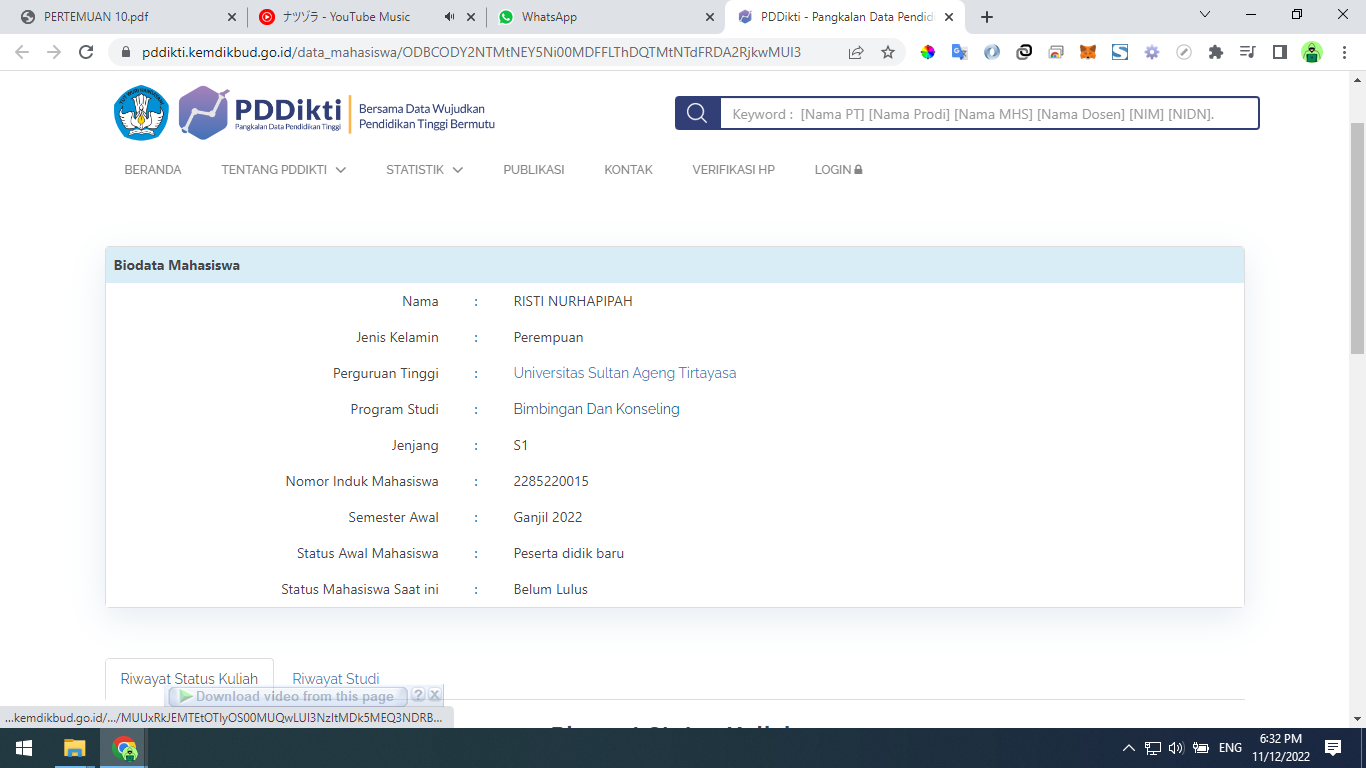 PERTEMUAN 10.pdf
ナツゾラ - YouTube Music
WhatsApp
PDDikti - Pangkalan Data Pendid
pddikti.kemdikbud.go.id/data_mahasiswa/ODBCODY2NTMtNEY5Ni00MDFFLThDQTMtNTdFRDA2RjkwMUI3
PDDikti
Pangkalan Data Pendidikan Tinggi
Bersama Data Wujudkan
Pendidikan Tinggi Bermutu
Keyword : [Nama PT] [Nama Prodi] [Nama MHS] [Nama Dosen] [NIM] [NIDN].
BERANDA TENTANG PDDIKTI STATISTIK PUBLIKASI KONTAK VERIFIKASI HP LOGIN
Biodata Mahasiswa
Nama : RISTI NURHAPIPAH
Jenis Kelamin : Perempuan
Perguruan Tinggi : Universitas Sultan Ageng Tirtayasa
Program Studi : Bimbingan Dan Konseling
Jenjang : S1
Nomor Induk Mahasiswa : 2285220015
Semester Awal : Ganjil 2022
Status Awal Mahasiswa : Peserta didik baru
Status Mahasiswa Saat ini : Belum Lulus
Riwayat Status Kuliah Riwayat Studi
Download video from this page ? X
...kemdikbud.go.id/.../MUUxRkJEMTEtOTIyOS00MUQwLUI3NzItMDk5MEQ3NDRB...
ENG
6:32 PM
11/12/2022